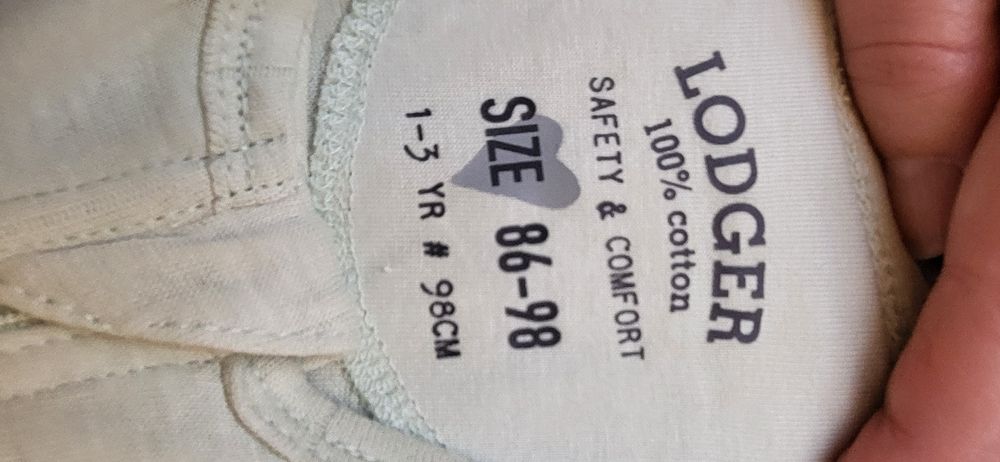 LODGER
100% cotton
SAFETY & COMFORT
SIZE 86-98
1-3 YR # 98CM